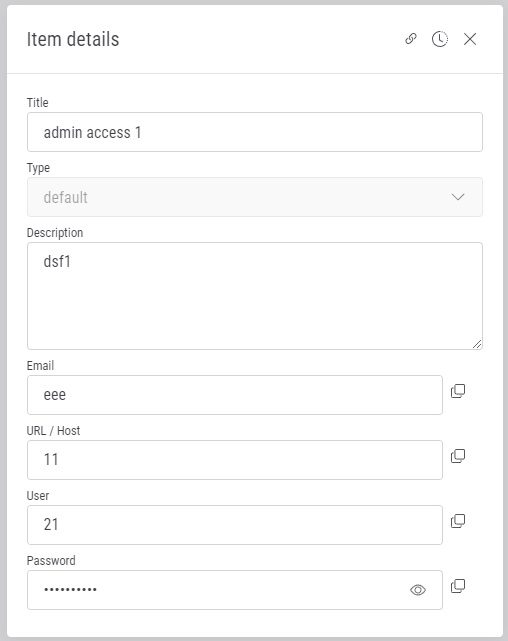 Item details
Title
admin access 1
Type
default
Description
dsf1
Email
eee
URL / Host
11
User
21
Password
••••••••••